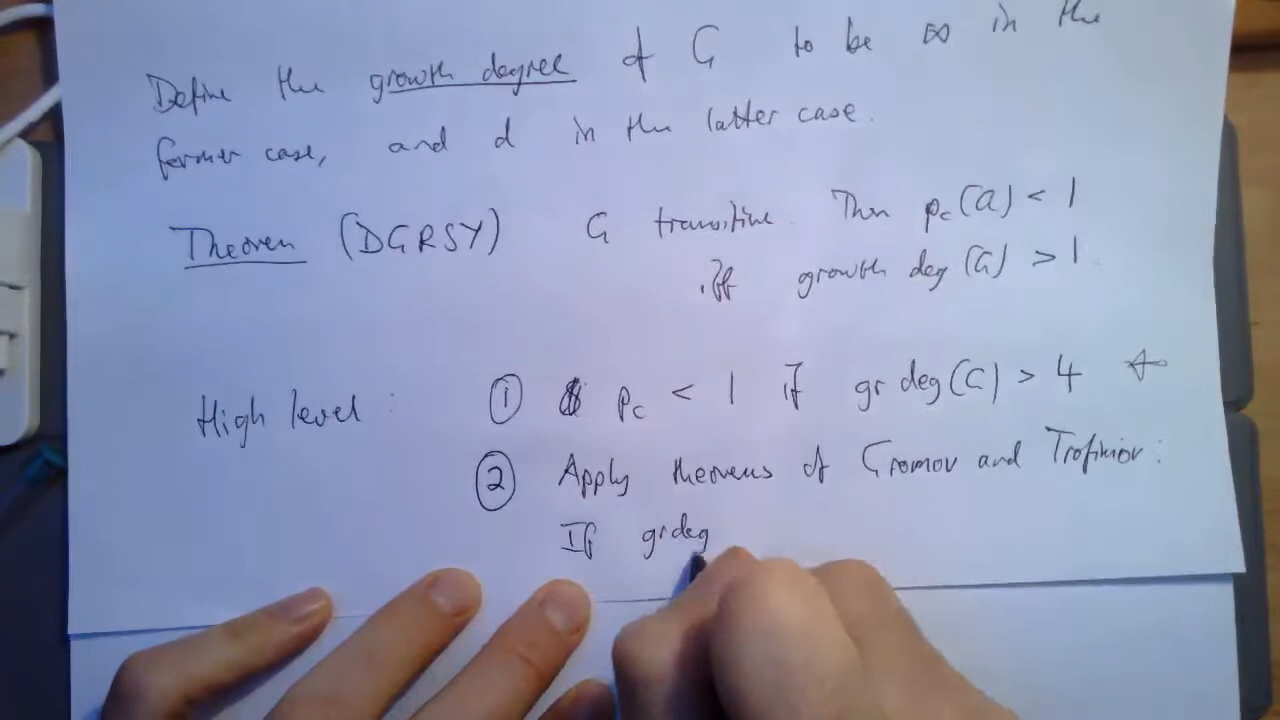 Define the growth degree of G to be ∞ in the
former case, and d in the latter case.
Theorem (DGRSY) G transitive. Then pc(G) < 1
iff growth deg (G) > 1.
High level : ① pc < 1 if gr deg(G) > 4
② Apply theorems of Gromov and Trofimov :
If gr deg